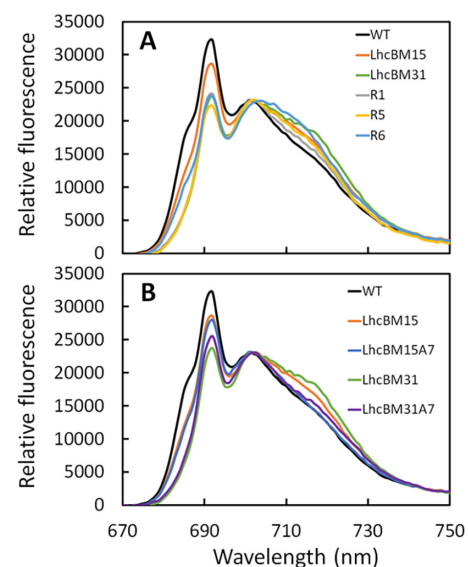 A
Relative fluorescence
35000
30000
25000
20000
15000
10000
5000
0
WT
LhcBM15
LhcBM31
R1
R5
R6
B
Relative fluorescence
35000
30000
25000
20000
15000
10000
5000
0
WT
LhcBM15
LhcBM15A7
LhcBM31
LhcBM31A7
670 690 710 730 750
Wavelength (nm)